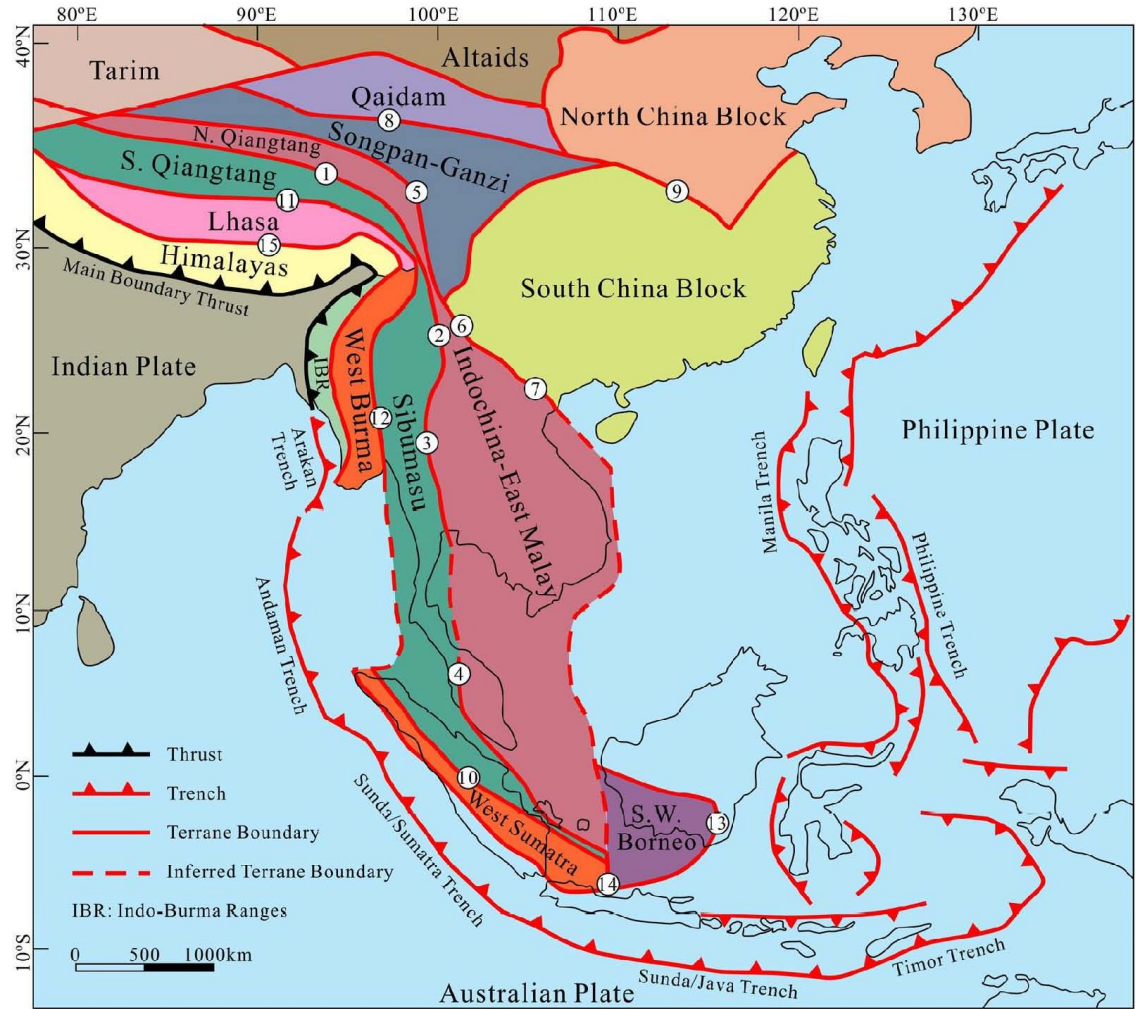 80°E 90°E 100°E 110°E 120°E 130°E
40°N
30°N
20°N
10°N
0°N
10°S
Altaids
Tarim
Qaidam
North China Block
8
N. Qiangtang
Songpan-Ganzi
S. Qiangtang
1
5
9
11
Lhasa
15
Himalayas
Main Boundary Thrust
South China Block
2
6
Indian Plate
IBR
West Burma
Sibumasu
Indochina-East Malay
7
12
3
Arakan
Trench
Philippine Plate
Manila Trench
Philippine Trench
Andaman Trench
4
Thrust
Trench
Terrane Boundary
Inferred Terrane Boundary
IBR: Indo-Burma Ranges
0 500 1000km
10
West Sumatra
S.W.
Borneo
13
14
Sunda/Sumatra Trench
Sunda/Java Trench
Timor Trench
Australian Plate